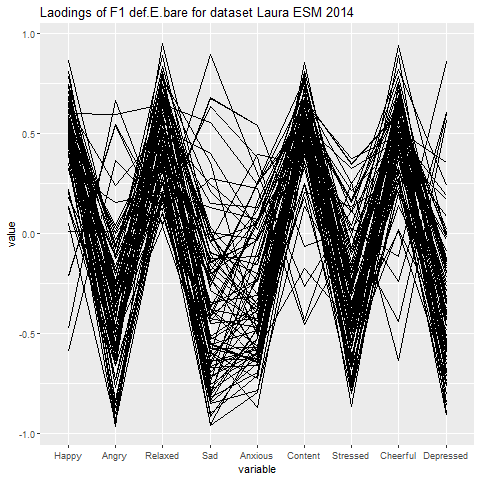 Laodings of F1 def.E.bare for dataset Laura ESM 2014
1.0
0.5
0.0
-0.5
-1.0
value
Happy Angry Relaxed Sad Anxious Content Stressed Cheerful Depressed
variable